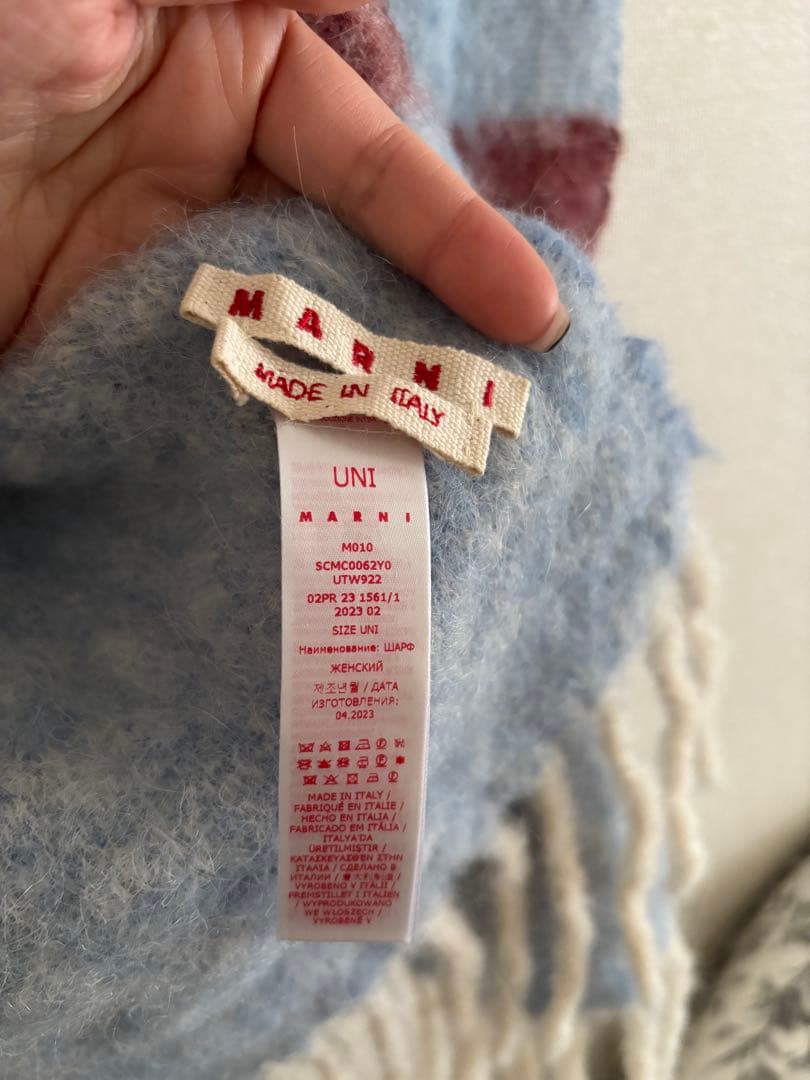 MARNI
MADE IN ITALY
UNI
MARNI
M010
SCMC0062Y0
UTW922
02PR 23 1561/1
2023 02
SIZE UNI
Наименование: ШАРФ
ЖЕНСКИЙ
제조년월 / ДАТА
ИЗГОТОВЛЕНИЯ:
04.2023
MADE IN ITALY /
FABRIQUÉ EN ITALIE /
HECHO EN ITALIA /
FABRICADO EM ITÁLIA /
ITALYA'DA
ÜRETILMIŞTIR /
ΚΑΤΑΣΚΕΥΑΣΘΕΝ ΣΤΗΝ
ΙΤΑΛΙΑ / СДЕЛАНО В
ИТАЛИИ /
VYROBENO V ITÁLII /
FREMSTILLET I ITALIEN
/ WYPRODUKOWANO
WE WŁOSZECH /
VYROBENÉ V